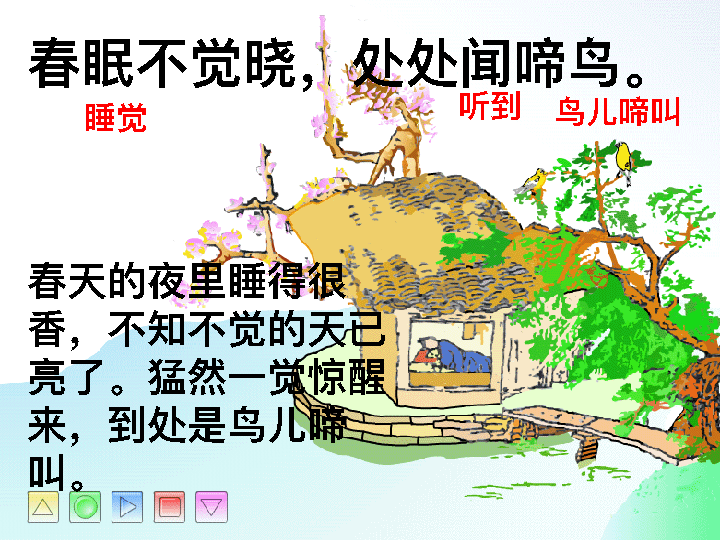 春眠不觉晓，处处闻啼鸟。
睡觉
听到
鸟儿啼叫
春天的夜里睡得很
香，不知不觉的天已
亮了。猛然一觉惊醒
来，到处是鸟儿啼
叫。